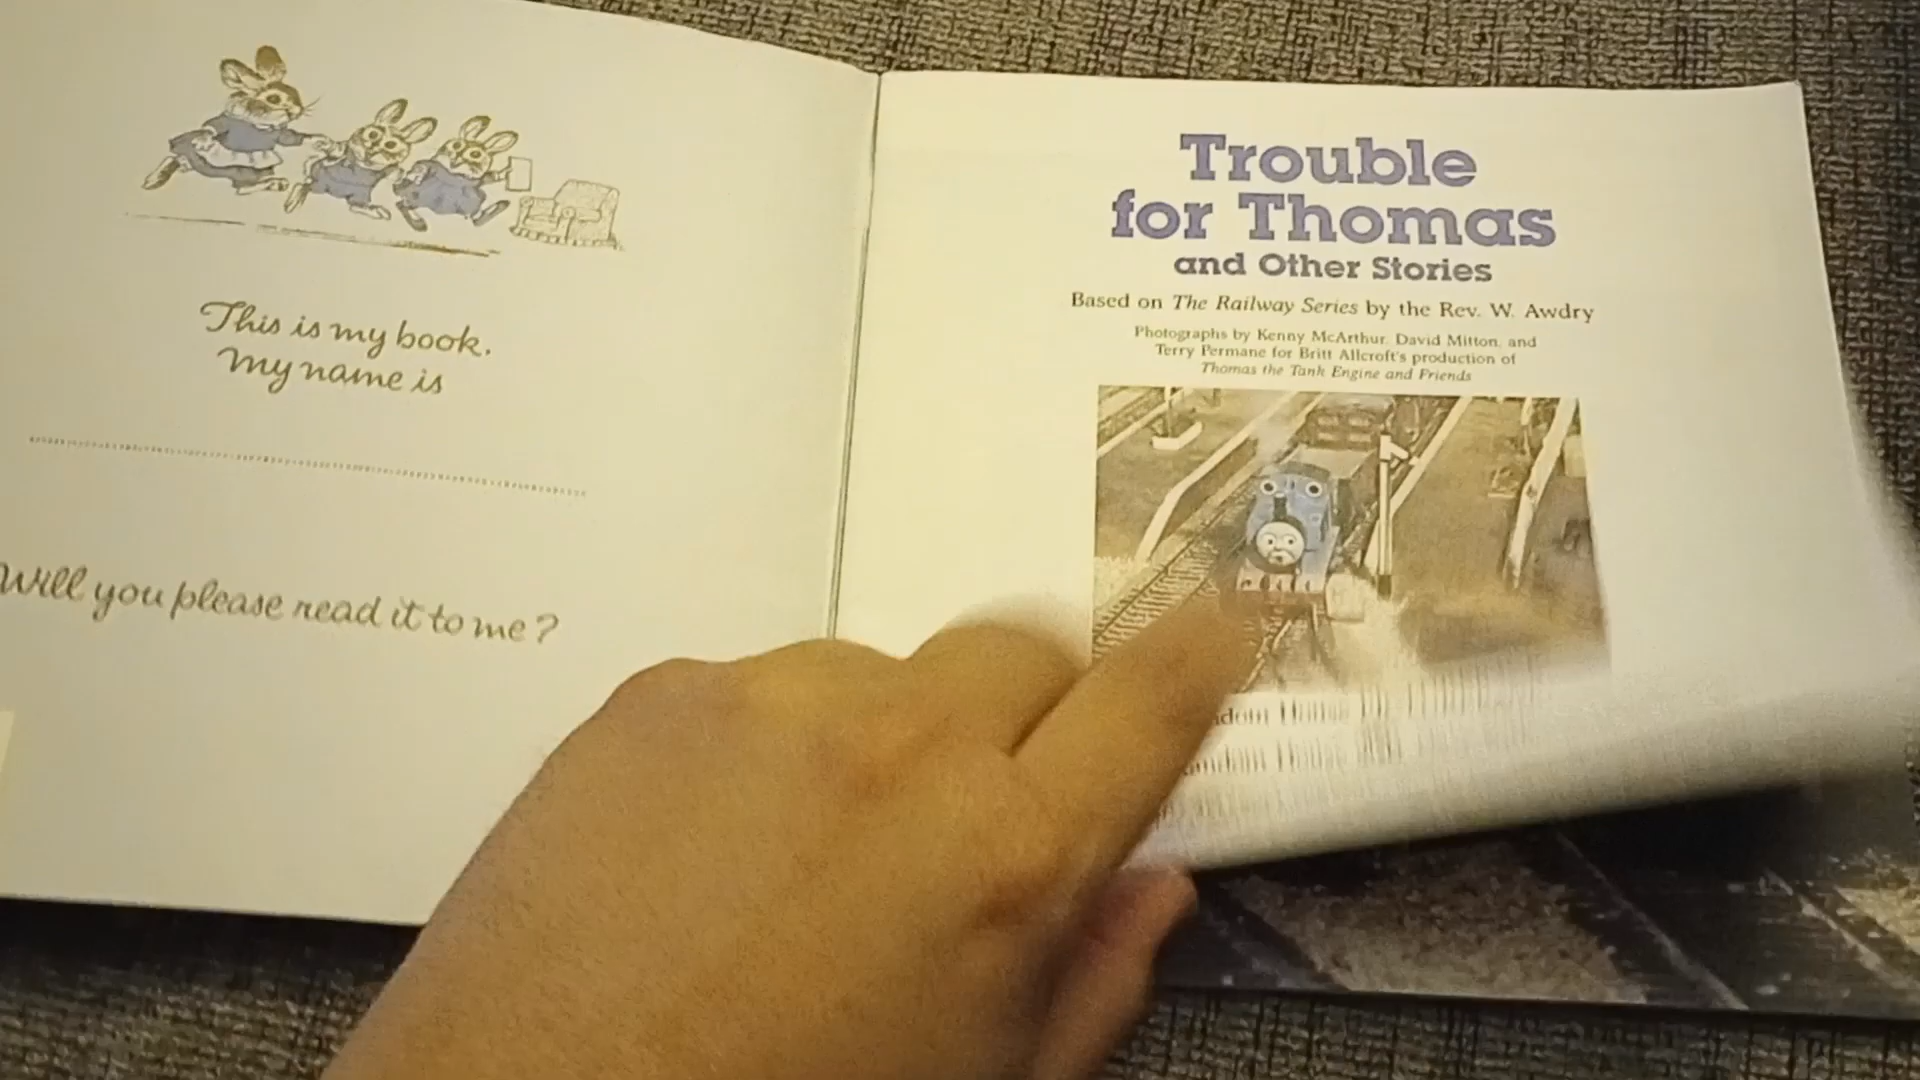 This is my book.
My name is
Will you please read it to me?
Trouble
for Thomas
and Other Stories
Based on The Railway Series by the Rev. W. Awdry
Photographs by Kenny McArthur, David Mitton, and
Terry Permane for Britt Allcroft's production of
Thomas the Tank Engine and Friends
House
House